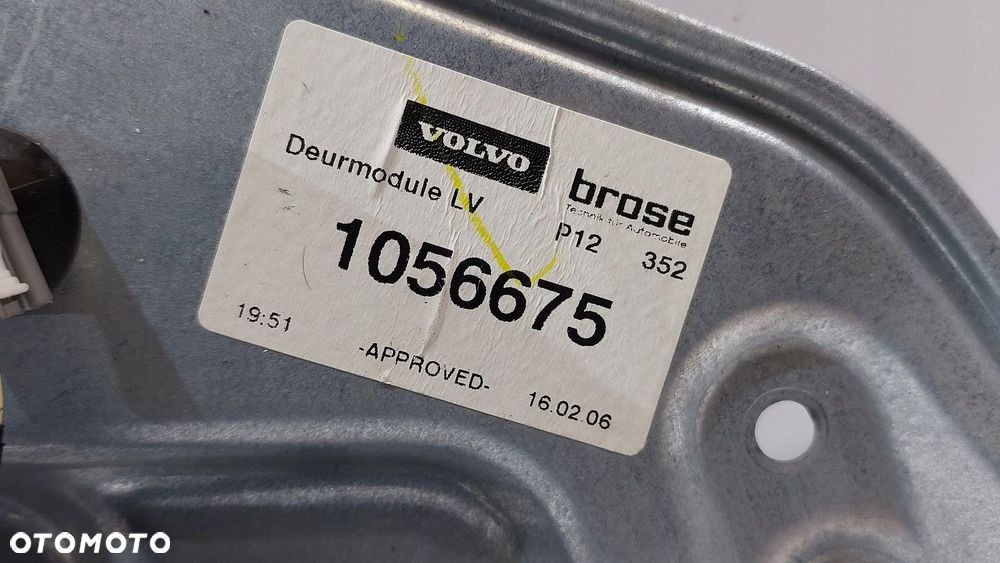 VOLVO
Deurmodule LV
brose
Technik für Automobile
P12 352
1056675
19:51
-APPROVED-
16.02.06
OTOMOTO